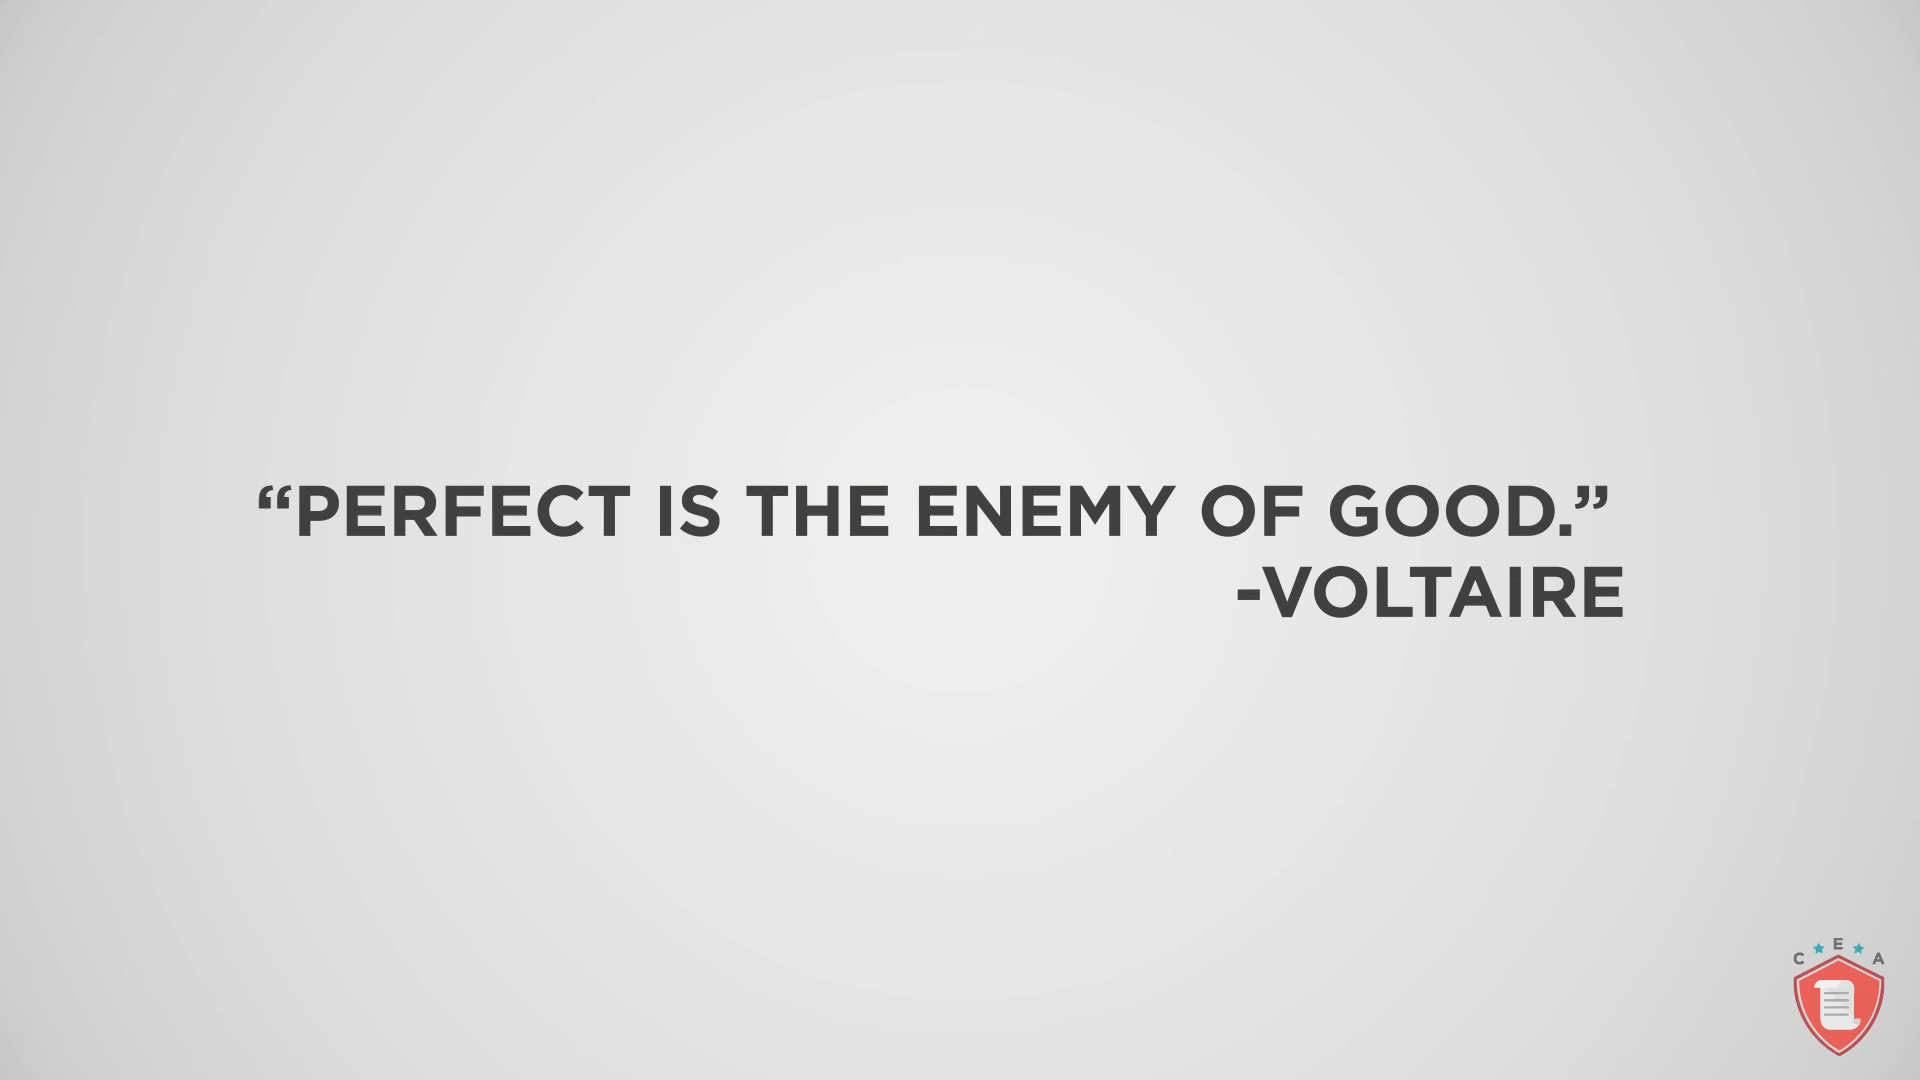 “PERFECT IS THE ENEMY OF GOOD.”
-VOLTAIRE
C E A